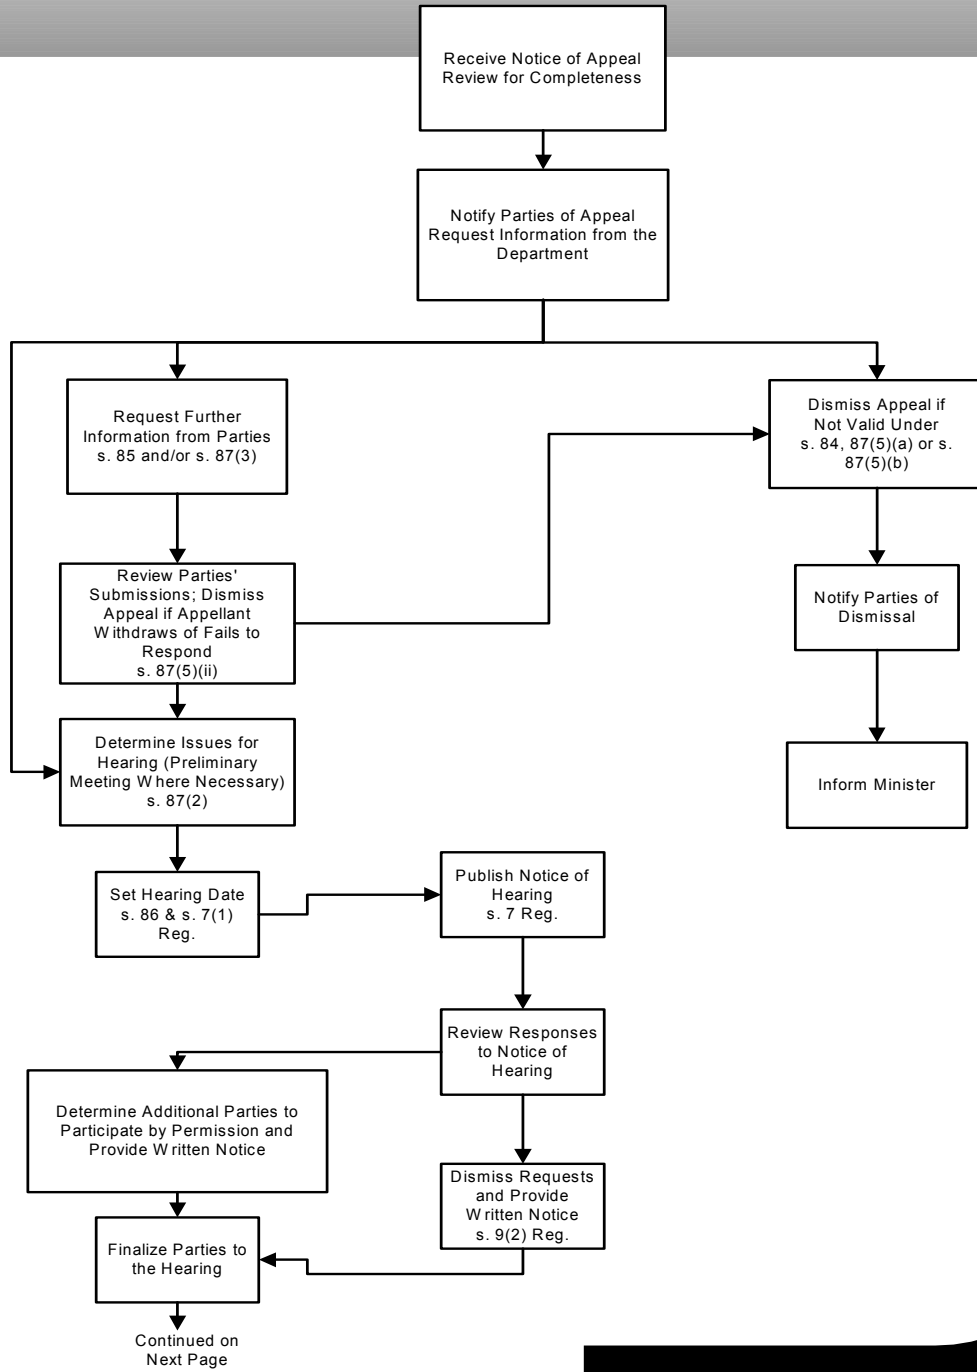 Receive Notice of Appeal
Review for Completeness
Notify Parties of Appeal
Request Information from the
Department
Request Further
Information from Parties
s. 85 and/or s. 87(3)
Dismiss Appeal if
Not Valid Under
s. 84, 87(5)(a) or s.
87(5)(b)
Review Parties'
Submissions; Dismiss
Appeal if Appellant
Withdraws of Fails to
Respond
s. 87(5)(ii)
Notify Parties of
Dismissal
Determine Issues for
Hearing (Preliminary
Meeting Where Necessary)
s. 87(2)
Inform Minister
Set Hearing Date
s. 86 & s. 7(1)
Reg.
Publish Notice of
Hearing
s. 7 Reg.
Review Responses
to Notice of
Hearing
Determine Additional Parties to
Participate by Permission and
Provide Written Notice
Dismiss Requests
and Provide
Written Notice
s. 9(2) Reg.
Finalize Parties to
the Hearing
Continued on
Next Page